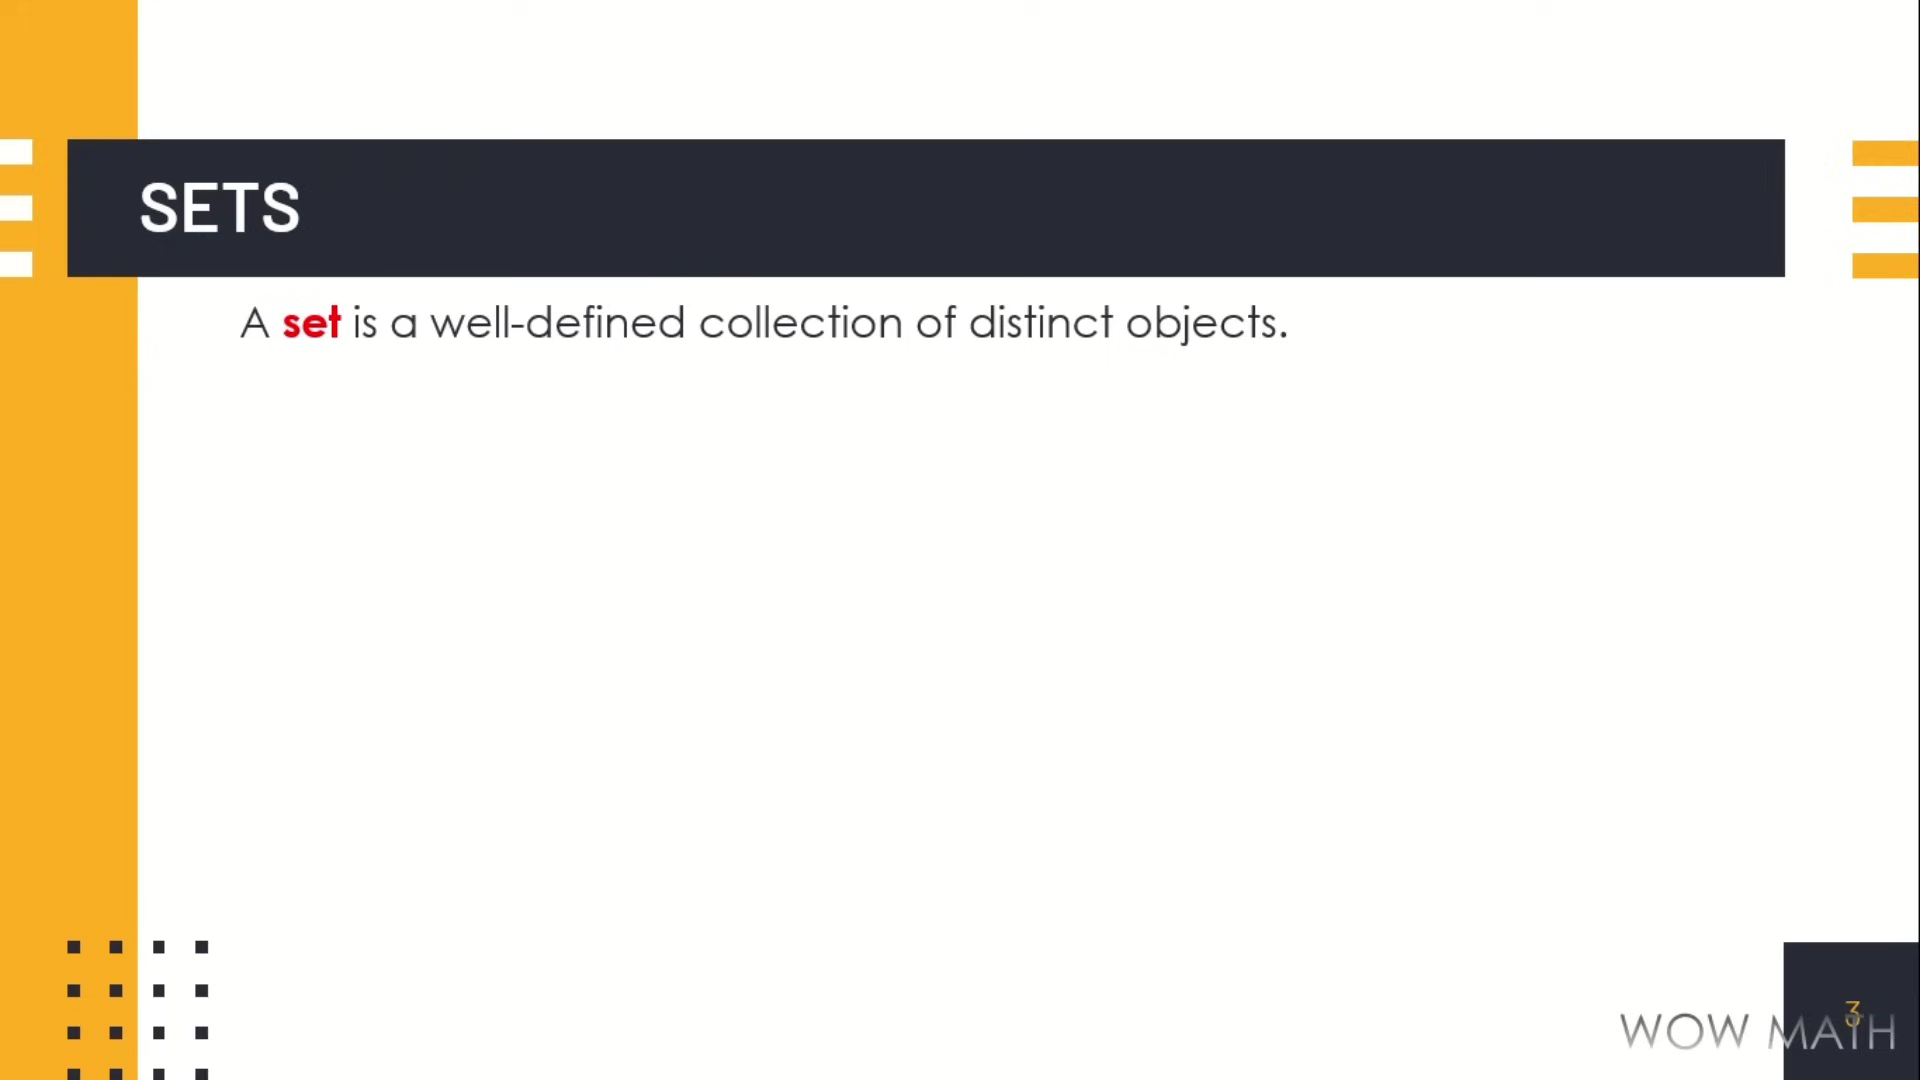 SETS
A set is a well-defined collection of distinct objects.
3
WOW MATH